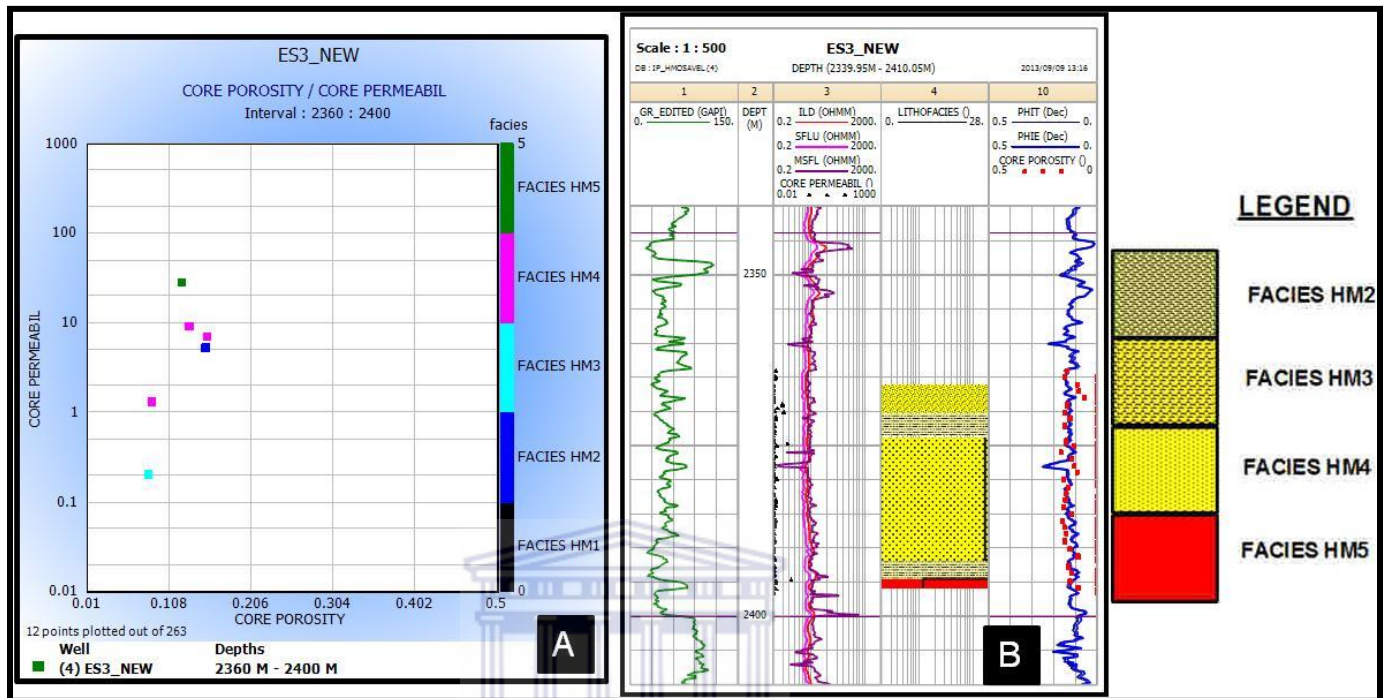 ES3_NEW
CORE POROSITY / CORE PERMEABIL
Interval : 2360 : 2400
facies
5
FACIES HM5
FACIES HM4
FACIES HM3
FACIES HM2
FACIES HM1
0
1000
100
10
1
0.1
0.01
CORE PERMEABIL
0.01 0.108 0.206 0.304 0.402 0.5
CORE POROSITY
12 points plotted out of 263
Well Depths
(4) ES3_NEW 2360 M - 2400 M
A
Scale : 1 : 500 ES3_NEW
DB : IP_HMOSAVEL (4) DEPTH (2339.95M - 2410.05M) 2013/09/09 13:16
1 2 3 4 10
GR_EDITED (GAPI)
0. 150.
DEPT
(M)
ILD (OHMM)
0.2 2000.
SFLU (OHMM)
0.2 2000.
MSFL (OHMM)
0.2 2000.
CORE PERMEABIL ()
0.01 1000
LITHOFACIES ()
0. 28.
PHIT (Dec)
0.5 0.
PHIE (Dec)
0.5 0.
CORE POROSITY ()
0.5 0
2350
2400
B
LEGEND
FACIES HM2
FACIES HM3
FACIES HM4
FACIES HM5